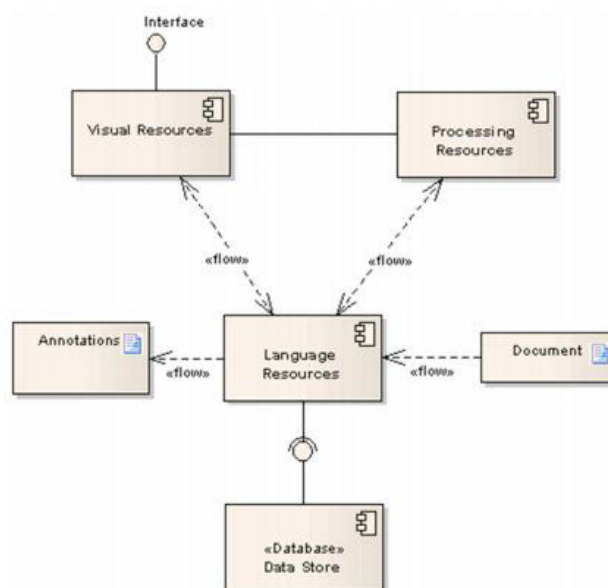 Interface
Visual Resources
Processing
Resources
«flow»
«flow»
Annotations
Language
Resources
Document
«flow»
«flow»
«Database»
Data Store